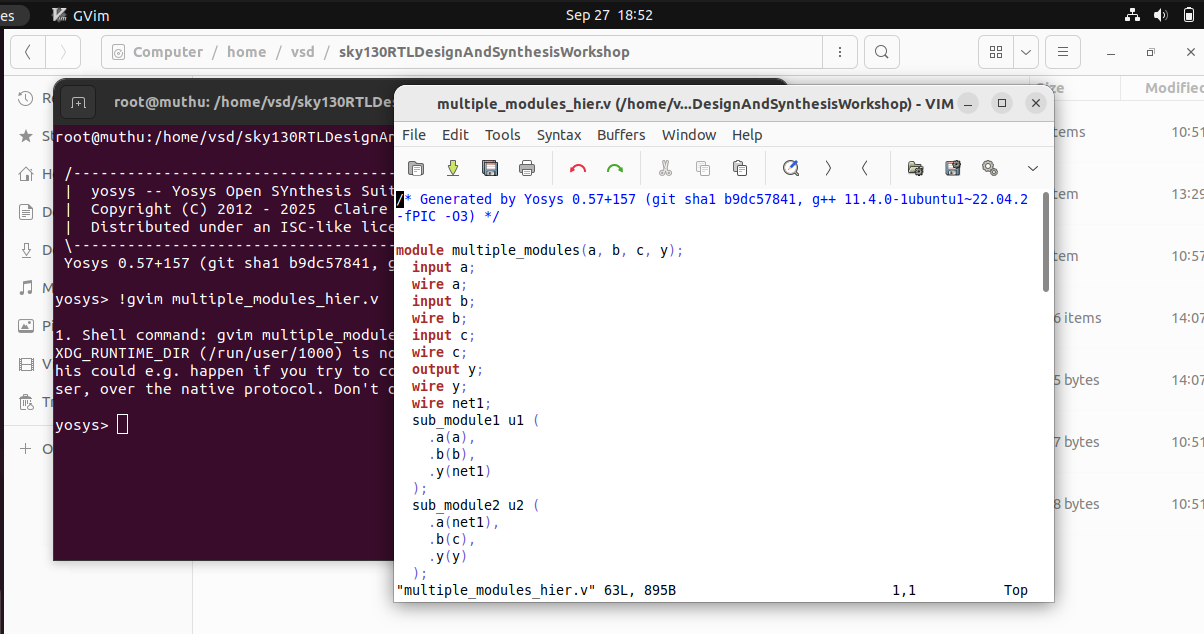 es
GVim
Sep 27 18:52
Computer / home / vsd / sky130RTLDesignAndSynthesisWorkshop
root@muthu: /home/vsd/sky130RTLDes
root@muthu:/home/vsd/sky130RTLDesignAn
/------------------------------------
| yosys -- Yosys Open SYnthesis Suit
| Copyright (C) 2012 - 2025 Claire
| Distributed under an ISC-like lice
\------------------------------------
Yosys 0.57+157 (git sha1 b9dc57841, g
yosys> !gvim multiple_modules_hier.v
1. Shell command: gvim multiple_module
XDG_RUNTIME_DIR (/run/user/1000) is no
his could e.g. happen if you try to co
ser, over the native protocol. Don't d
yosys>
multiple_modules_hier.v (/home/v...DesignAndSynthesisWorkshop) - VIM
File Edit Tools Syntax Buffers Window Help
/* Generated by Yosys 0.57+157 (git sha1 b9dc57841, g++ 11.4.0-1ubuntu1~22.04.2
-fPIC -O3) */
module multiple_modules(a, b, c, y);
input a;
wire a;
input b;
wire b;
input c;
wire c;
output y;
wire y;
wire net1;
sub_module1 u1 (
.a(a),
.b(b),
.y(net1)
);
sub_module2 u2 (
.a(net1),
.b(c),
.y(y)
);
"multiple_modules_hier.v" 63L, 895B 1,1 Top
Size Modified
items 10:51
item 13:29
item 10:57
6 items 14:07
5 bytes 14:07
7 bytes 10:51
8 bytes 10:51